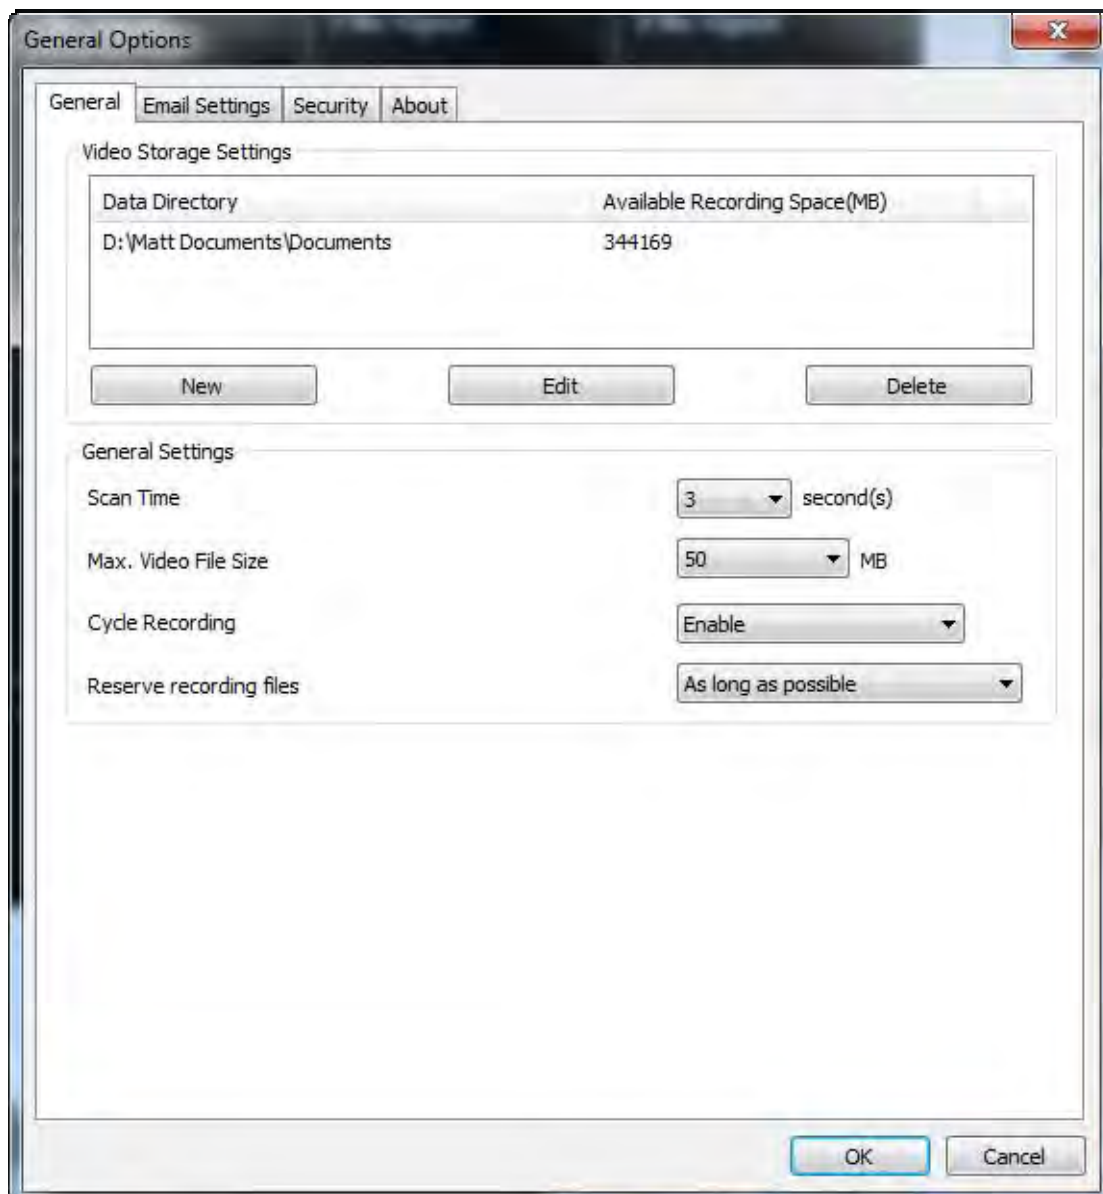 General Options
General Email Settings Security About
Video Storage Settings
Data Directory Available Recording Space(MB)
D:\Matt Documents\Documents 344169
New Edit Delete
General Settings
Scan Time 3 second(s)
Max. Video File Size 50 MB
Cycle Recording Enable
Reserve recording files As long as possible
OK Cancel